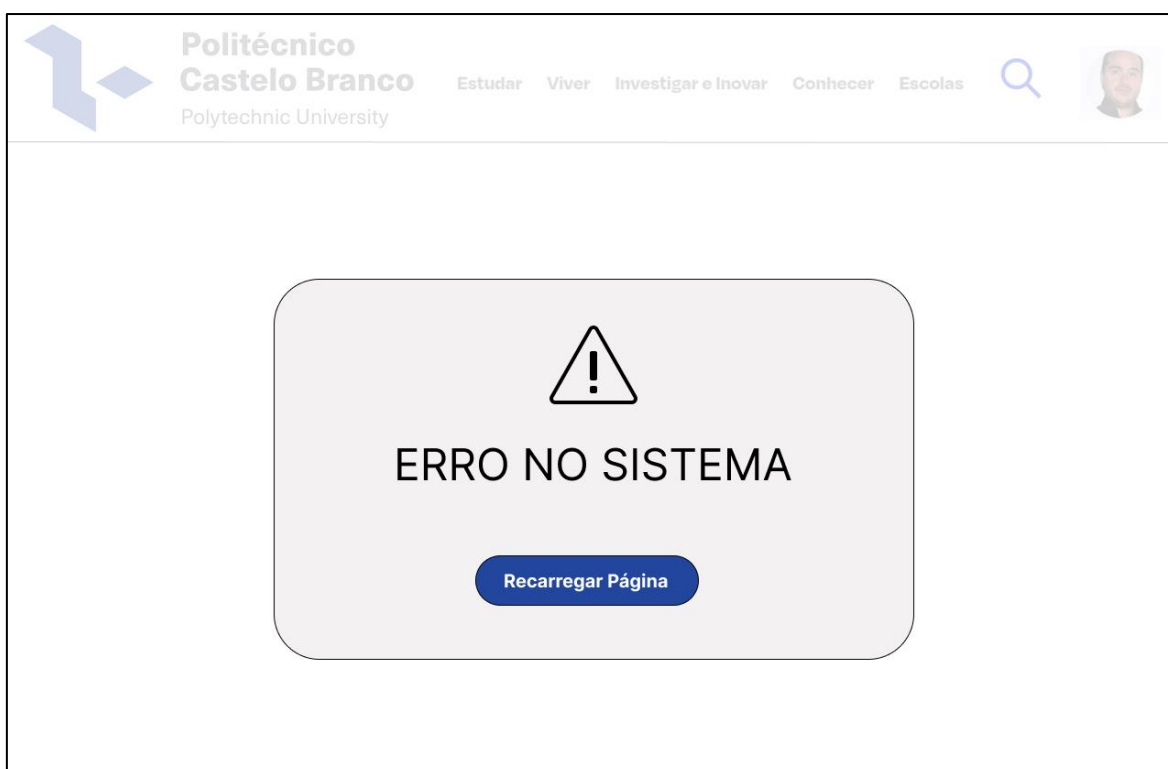 Politécnico
Castelo Branco
Polytechnic University
Estudar Viver Investigar e Inovar Conhecer Escolas
ERRO NO SISTEMA
Recarregar Página